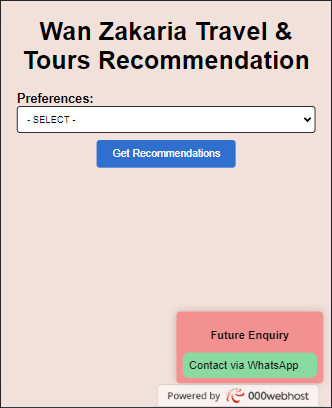 Wan Zakaria Travel &
Tours Recommendation
Preferences:
- SELECT -
Get Recommendations
Future Enquiry
Contact via WhatsApp
Powered by 000webhost